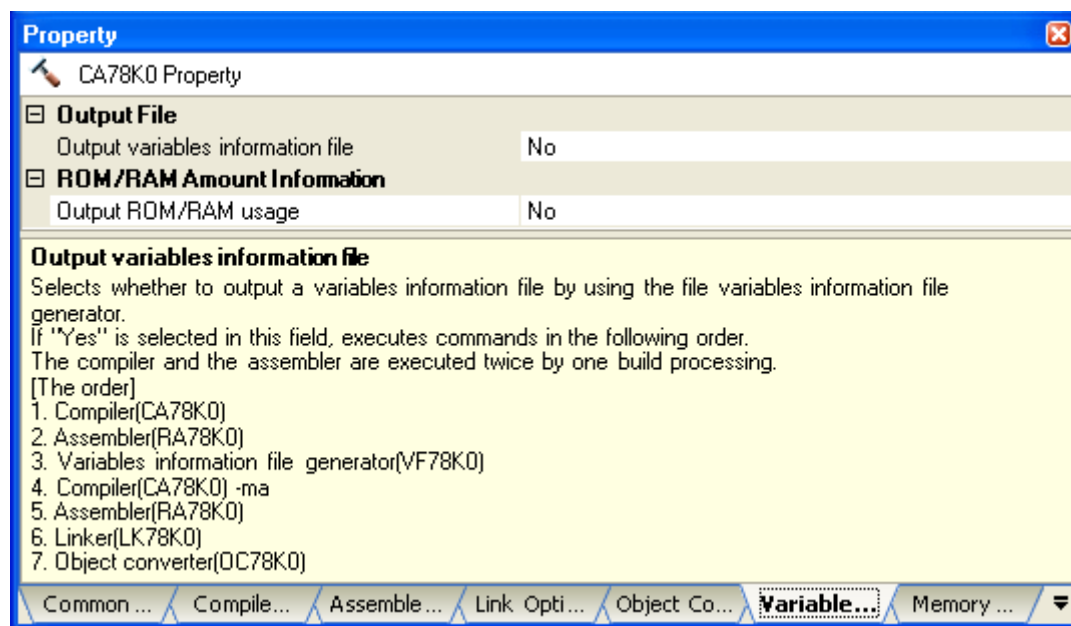 Property
CA78K0 Property
Output File
Output variables information file No
ROM/RAM Amount Information
Output ROM/RAM usage No
Output variables information file
Selects whether to output a variables information file by using the file variables information file
generator.
If "Yes" is selected in this field, executes commands in the following order.
The compiler and the assembler are executed twice by one build processing.
[The order]
1. Compiler(CA78K0)
2. Assembler(RA78K0)
3. Variables information file generator(VF78K0)
4. Compiler(CA78K0) -ma
5. Assembler(RA78K0)
6. Linker(LK78K0)
7. Object converter(OC78K0)
Common ... Compile... Assemble ... Link Opti... Object Co... Variable... Memory ...